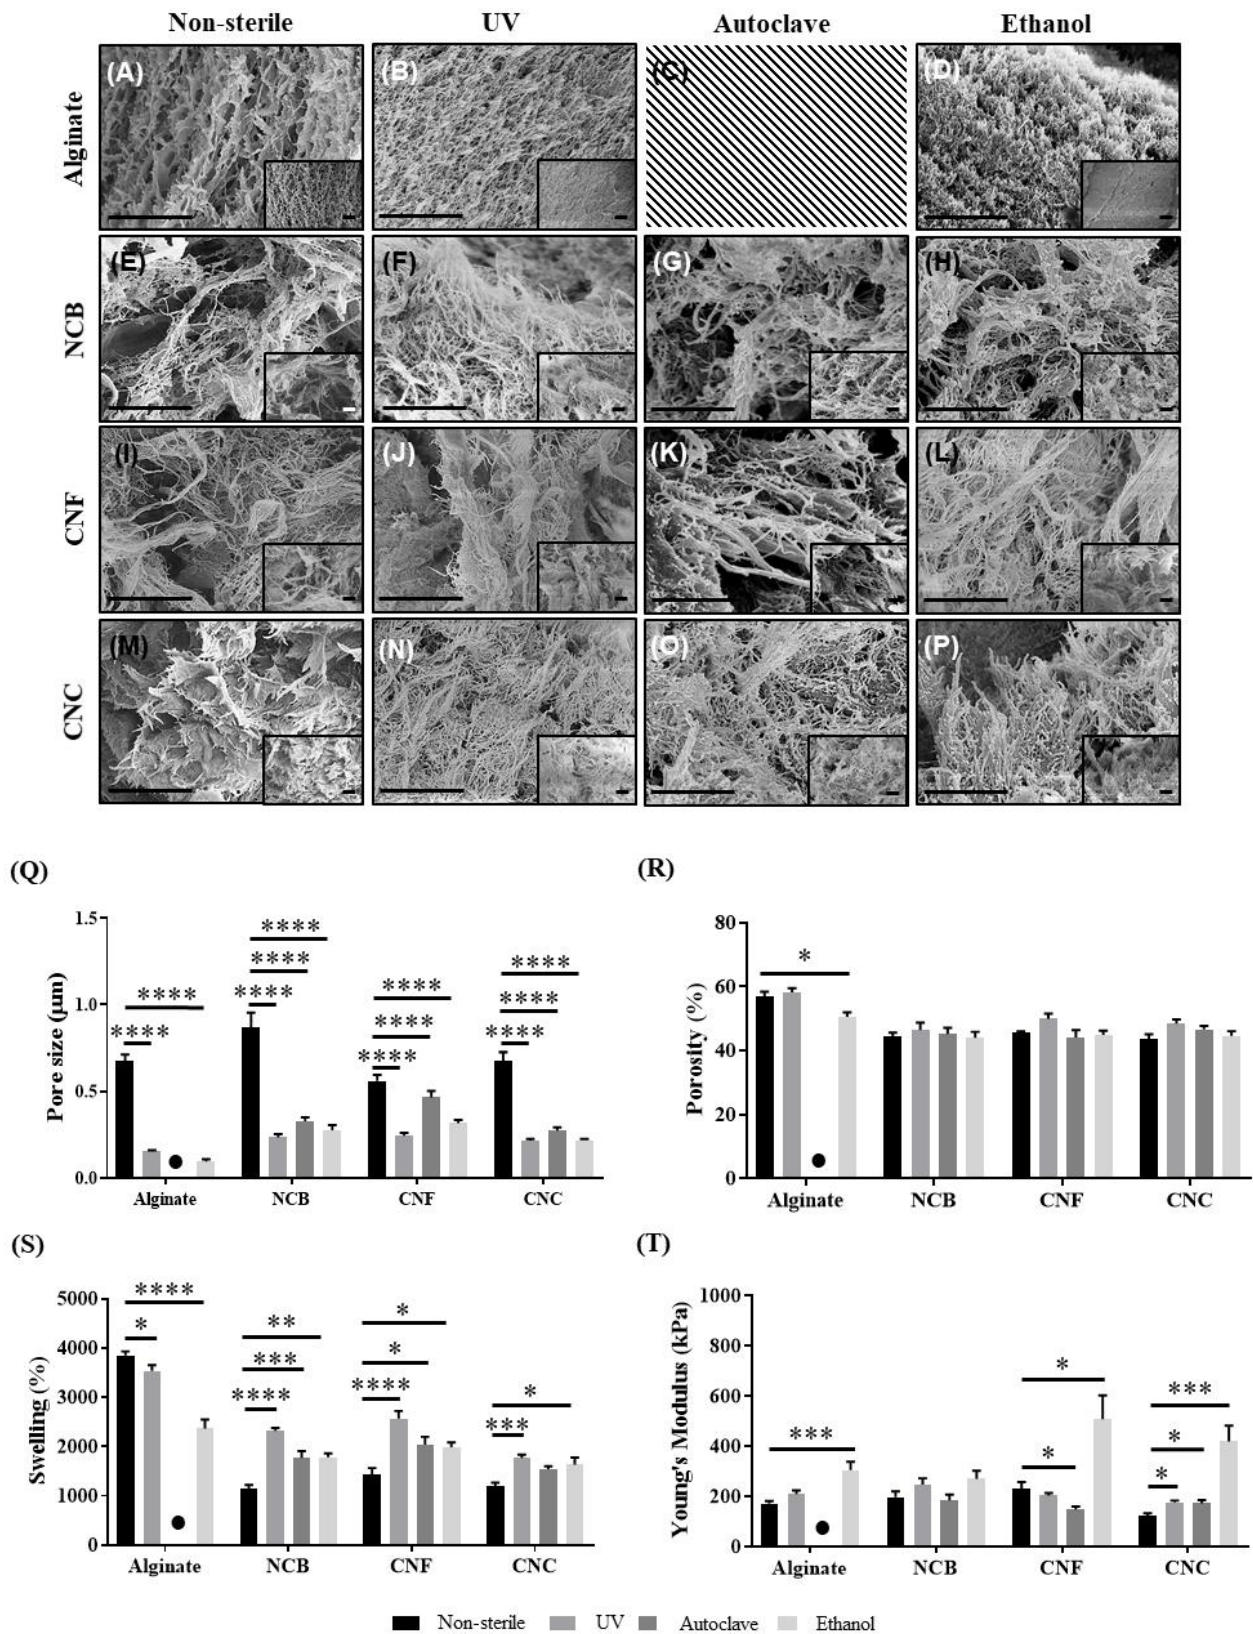 Non-sterile UV Autoclave Ethanol
Alginate
(A) (B) (C) (D)
NCB
(E) (F) (G) (H)
CNF
(I) (J) (K) (L)
CNC
(M) (N) (O) (P)
(Q)
Pore size (µm)
1.5
1.0
0.5
0.0
**** ****
**** **** ****
**** **** ****
**** **** ****
Alginate NCB CNF CNC
(R)
Porosity (%)
80
60
40
20
0
*
Alginate NCB CNF CNC
(S)
Swelling (%)
5000
4000
3000
2000
1000
0
**** *
** *** ****
* * ****
* ***
Alginate NCB CNF CNC
(T)
Young's Modulus (kPa)
1000
800
600
400
200
0
***
* *
*** * *
Alginate NCB CNF CNC
Non-sterile UV Autoclave Ethanol